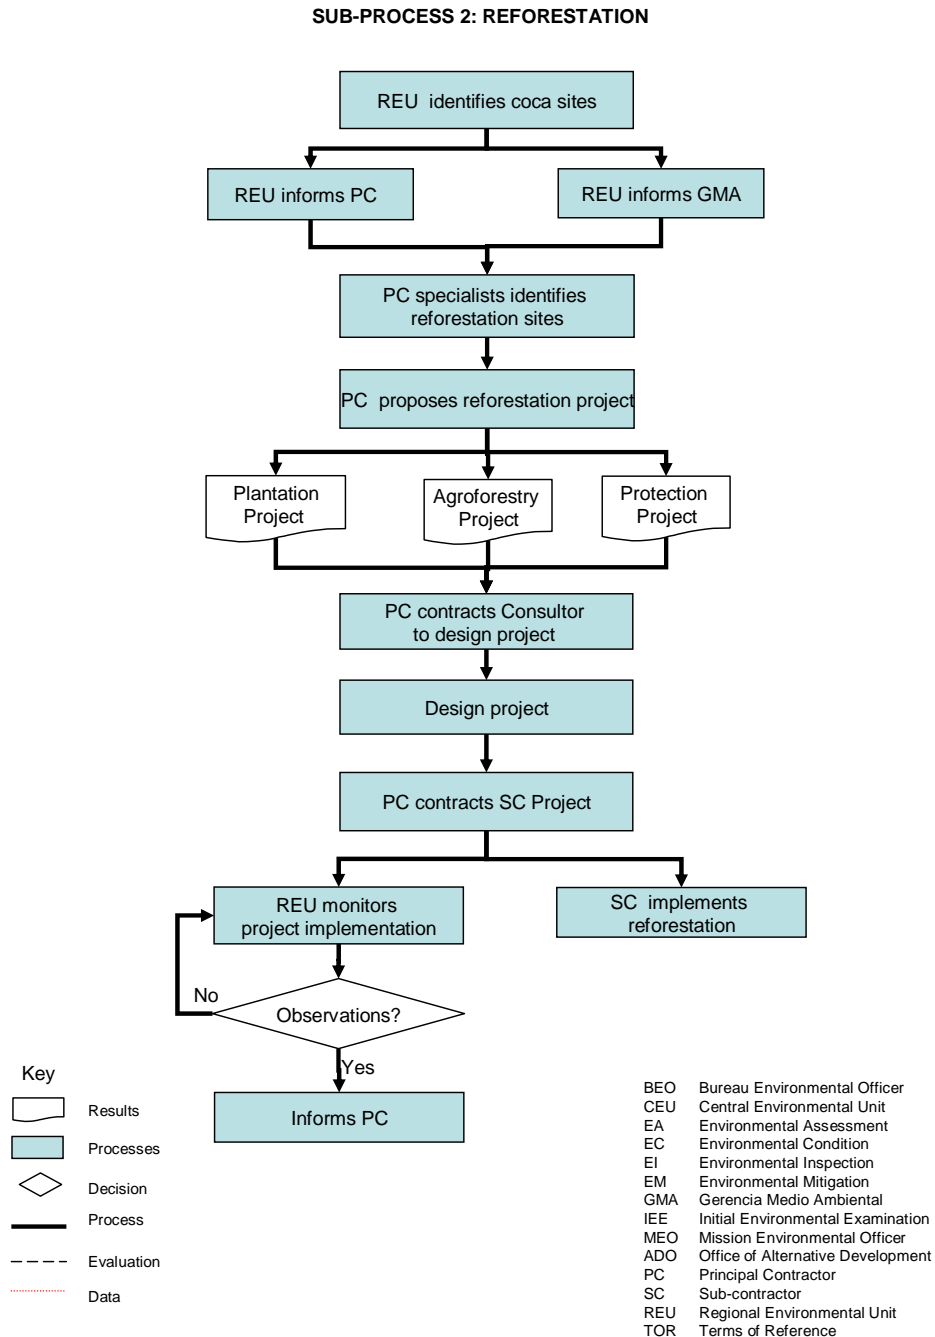 SUB-PROCESS 2: REFORESTATION
REU identifies coca sites
REU informs PC
REU informs GMA
PC specialists identifies
reforestation sites
PC proposes reforestation project
Plantation
Project
Agroforestry
Project
Protection
Project
PC contracts Consultor
to design project
Design project
PC contracts SC Project
REU monitors
project implementation
SC implements
reforestation
No
Observations?
Yes
Informs PC
Key
Results
Processes
Decision
Process
Evaluation
Data
BEO Bureau Environmental Officer
CEU Central Environmental Unit
EA Environmental Assessment
EC Environmental Condition
EI Environmental Inspection
EM Environmental Mitigation
GMA Gerencia Medio Ambiental
IEE Initial Environmental Examination
MEO Mission Environmental Officer
ADO Office of Alternative Development
PC Principal Contractor
SC Sub-contractor
REU Regional Environmental Unit
TOR Terms of Reference